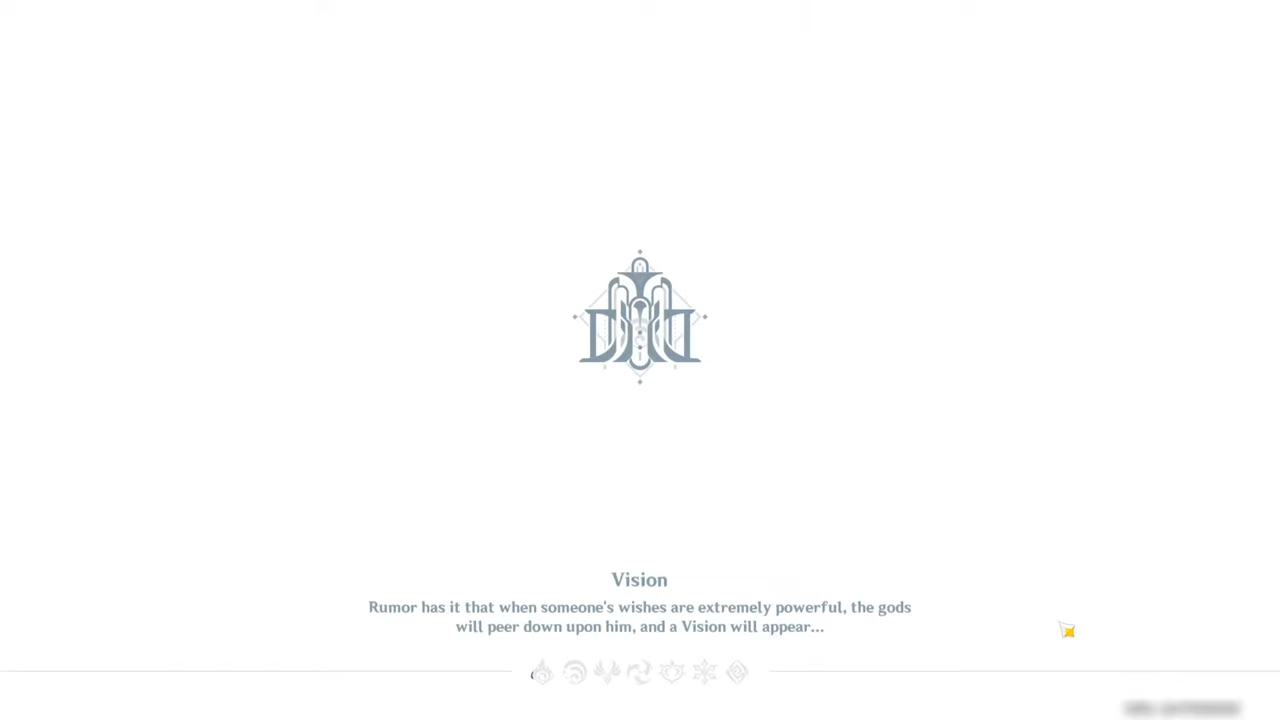 Vision
Rumor has it that when someone's wishes are extremely powerful, the gods
will peer down upon him, and a Vision will appear...